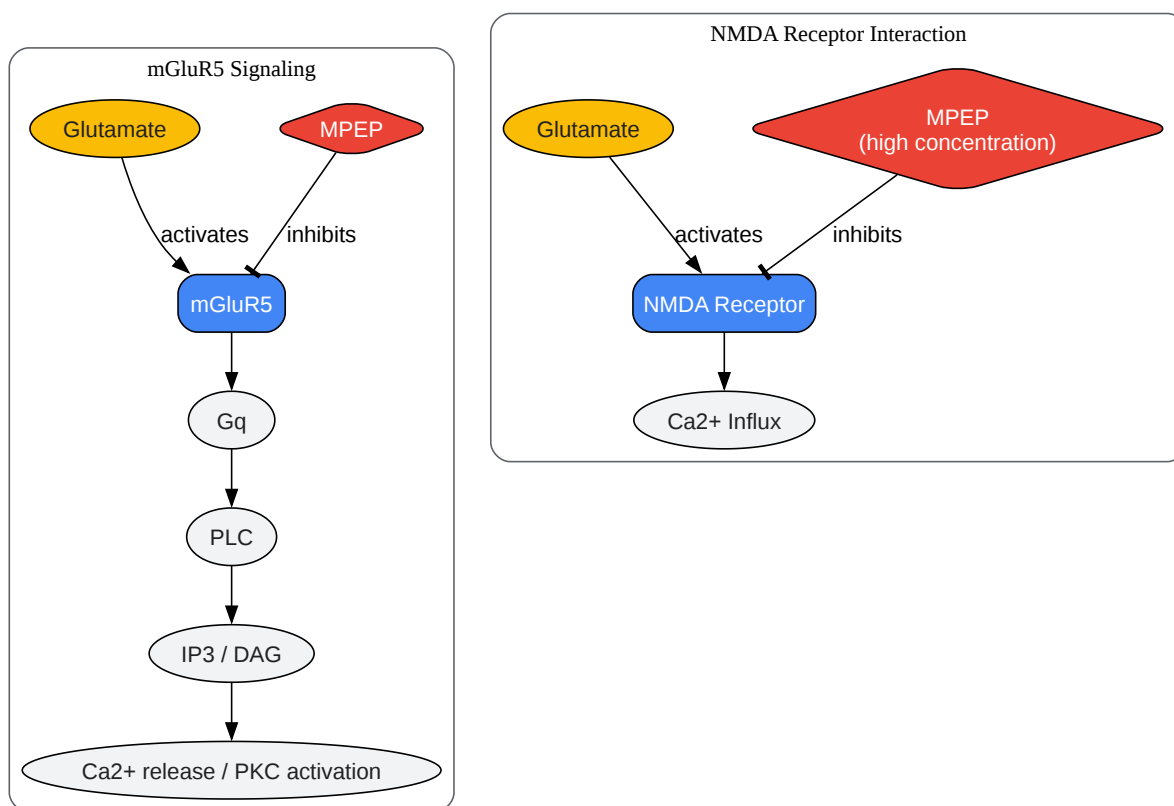 mGluR5 Signaling
Glutamate
MPEP
activates
inhibits
mGluR5
Gq
PLC
IP3 / DAG
Ca2+ release / PKC activation
NMDA Receptor Interaction
Glutamate
MPEP
(high concentration)
activates
inhibits
NMDA Receptor
Ca2+ Influx